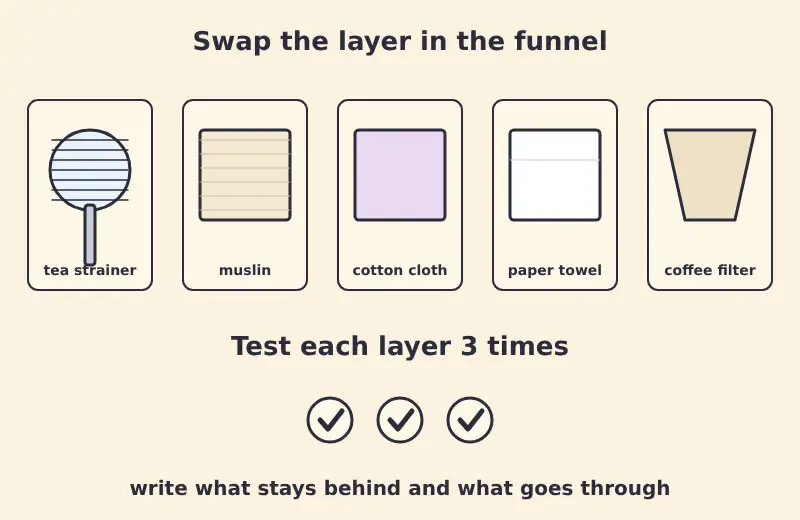 Swap the layer in the funnel
tea strainer
muslin
cotton cloth
paper towel
coffee filter
Test each layer 3 times
write what stays behind and what goes through